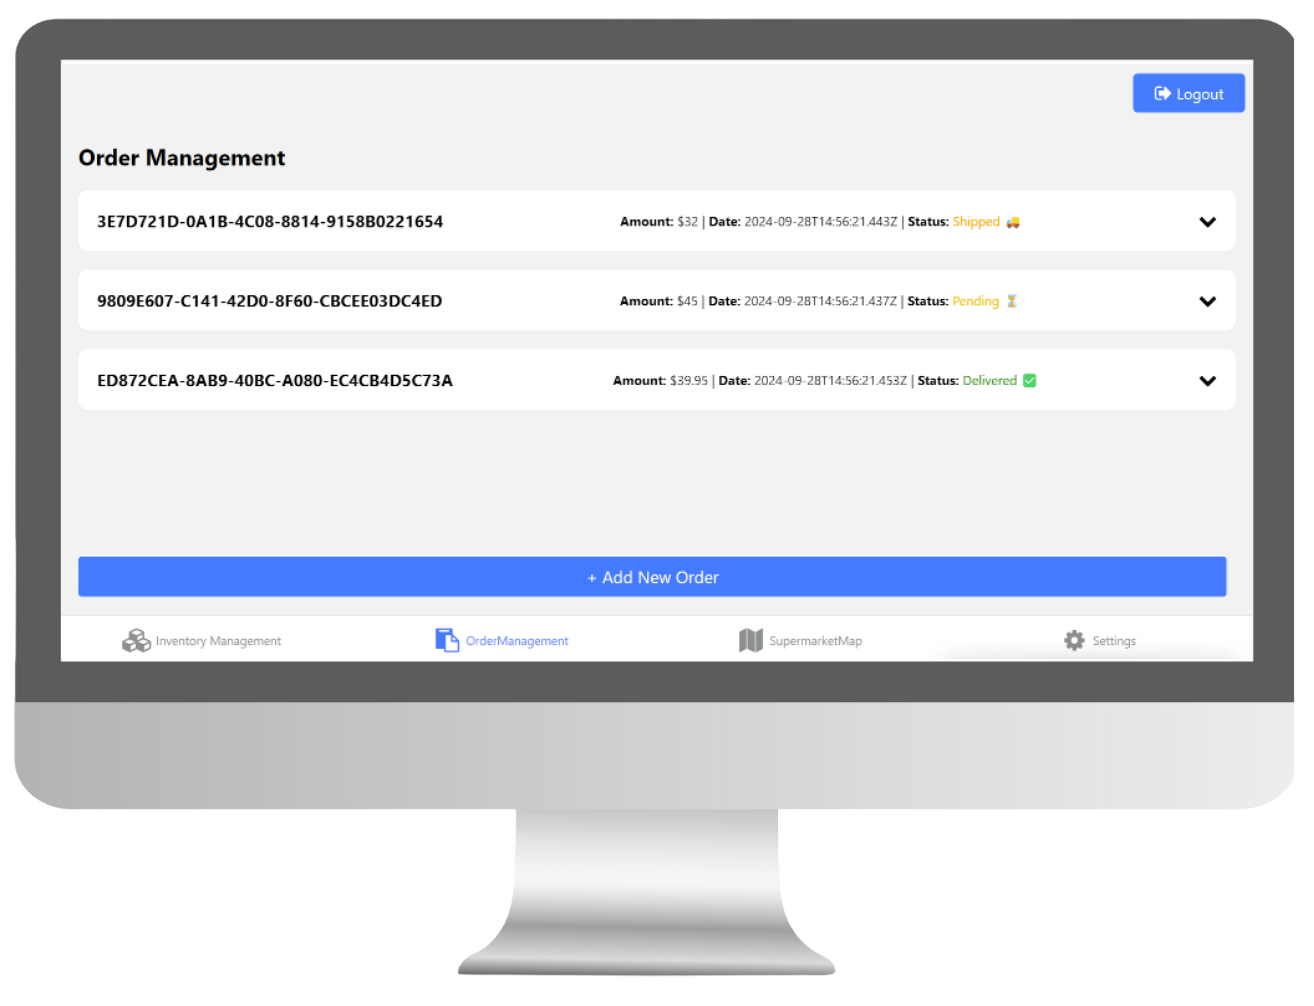 Logout
Order Management
3E7D721D-0A1B-4C08-8814-9158B0221654 Amount: $32 | Date: 2024-09-28T14:56:21.443Z | Status: Shipped
9809E607-C141-42D0-8F60-CBCEE03DC4ED Amount: $45 | Date: 2024-09-28T14:56:21.437Z | Status: Pending
ED872CEA-8AB9-40BC-A080-EC4CB4D5C73A Amount: $39.95 | Date: 2024-09-28T14:56:21.453Z | Status: Delivered
+ Add New Order
Inventory Management OrderManagement SupermarketMap Settings